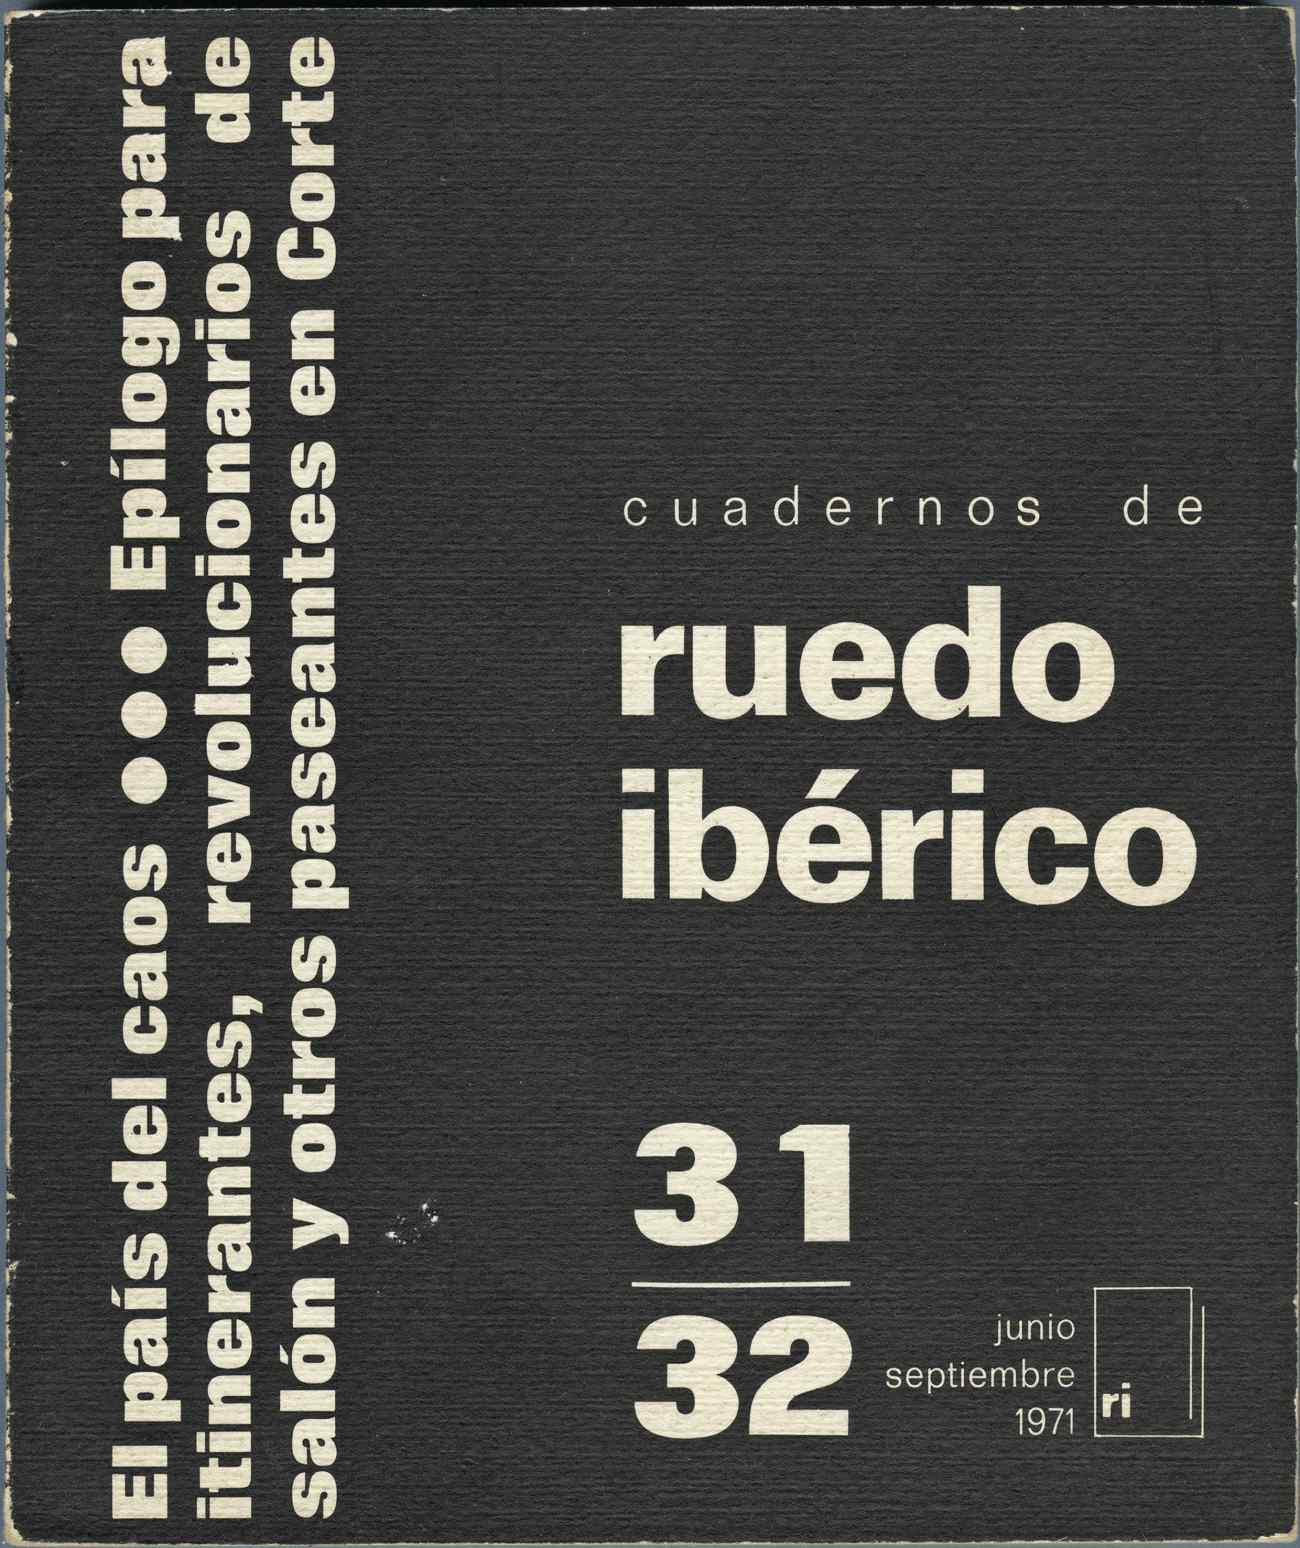 El país del caos ●●● Epílogo para
itinerantes, revolucionarios de
salón y otros paseantes en Corte
cuadernos de
ruedo
ibérico
31
32
junio
septiembre
1971
ri